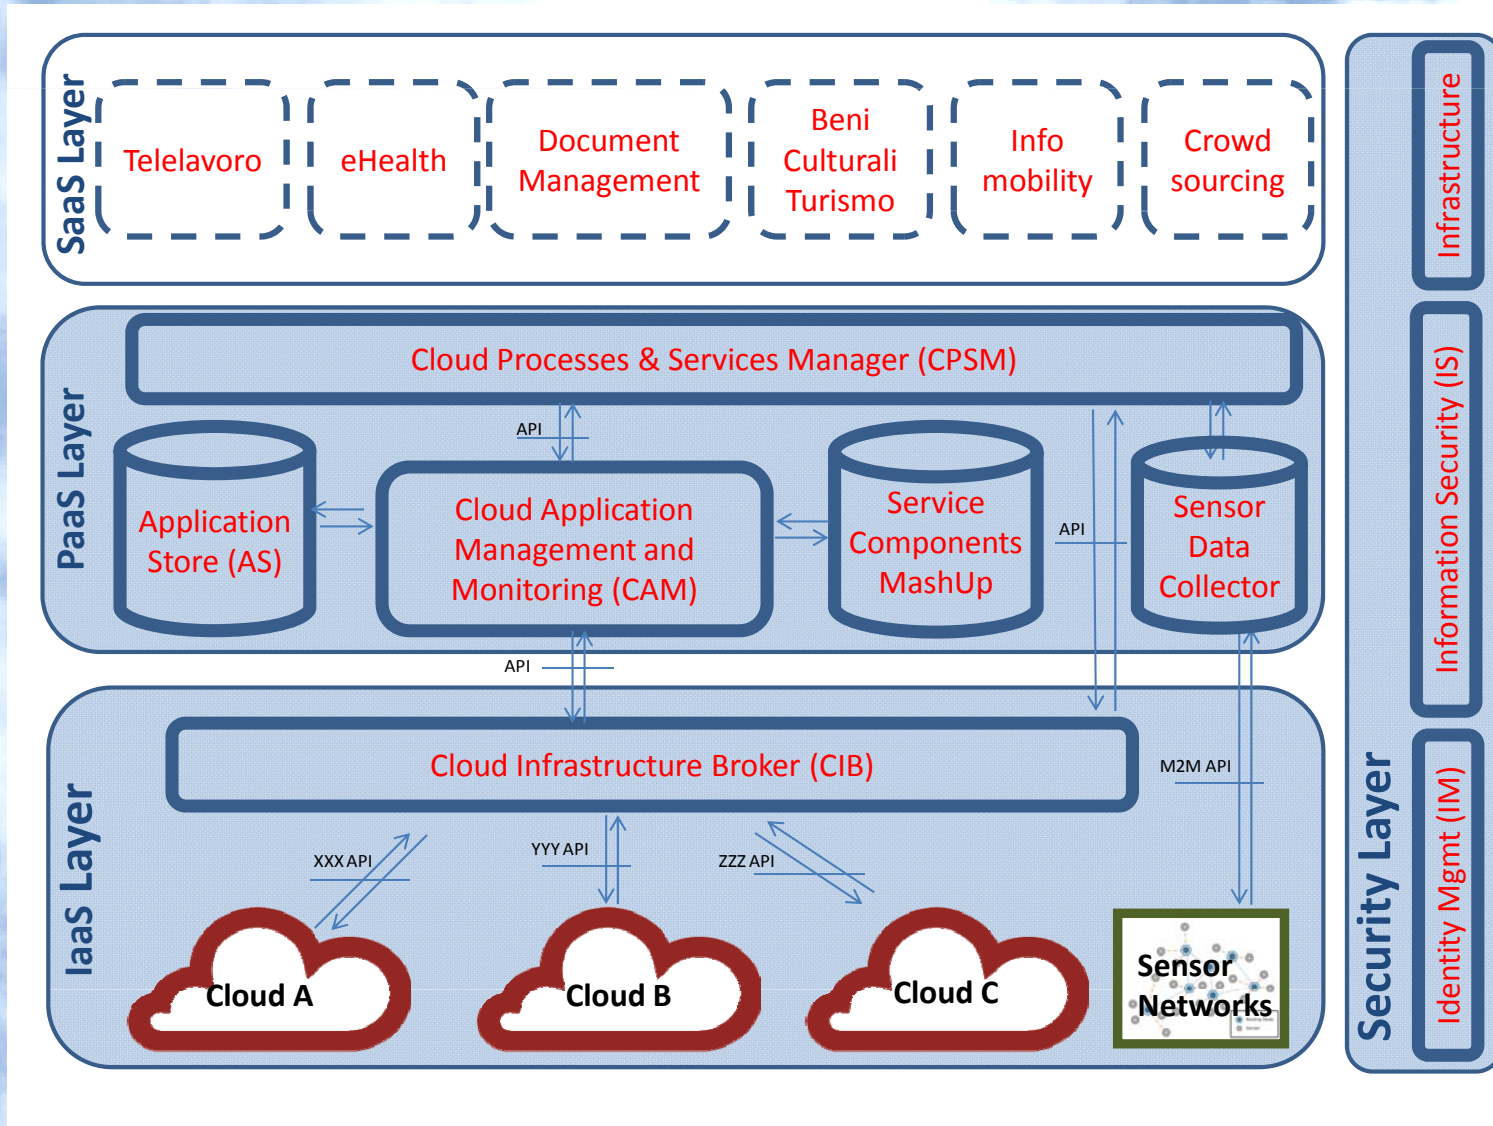 SaaS Layer
Telelavoro
eHealth
Document
Management
Beni
Culturali
Turismo
Info
mobility
Crowd
sourcing
PaaS Layer
Cloud Processes & Services Manager (CPSM)
API
Application
Store (AS)
Cloud Application
Management and
Monitoring (CAM)
Service
Components
MashUp
API
Sensor
Data
Collector
API
IaaS Layer
Cloud Infrastructure Broker (CIB)
M2M API
XXX API
YYY API
ZZZ API
Cloud A
Cloud B
Cloud C
Sensor
Networks
Security Layer
Infrastructure
Information Security (IS)
Identity Mgmt (IM)